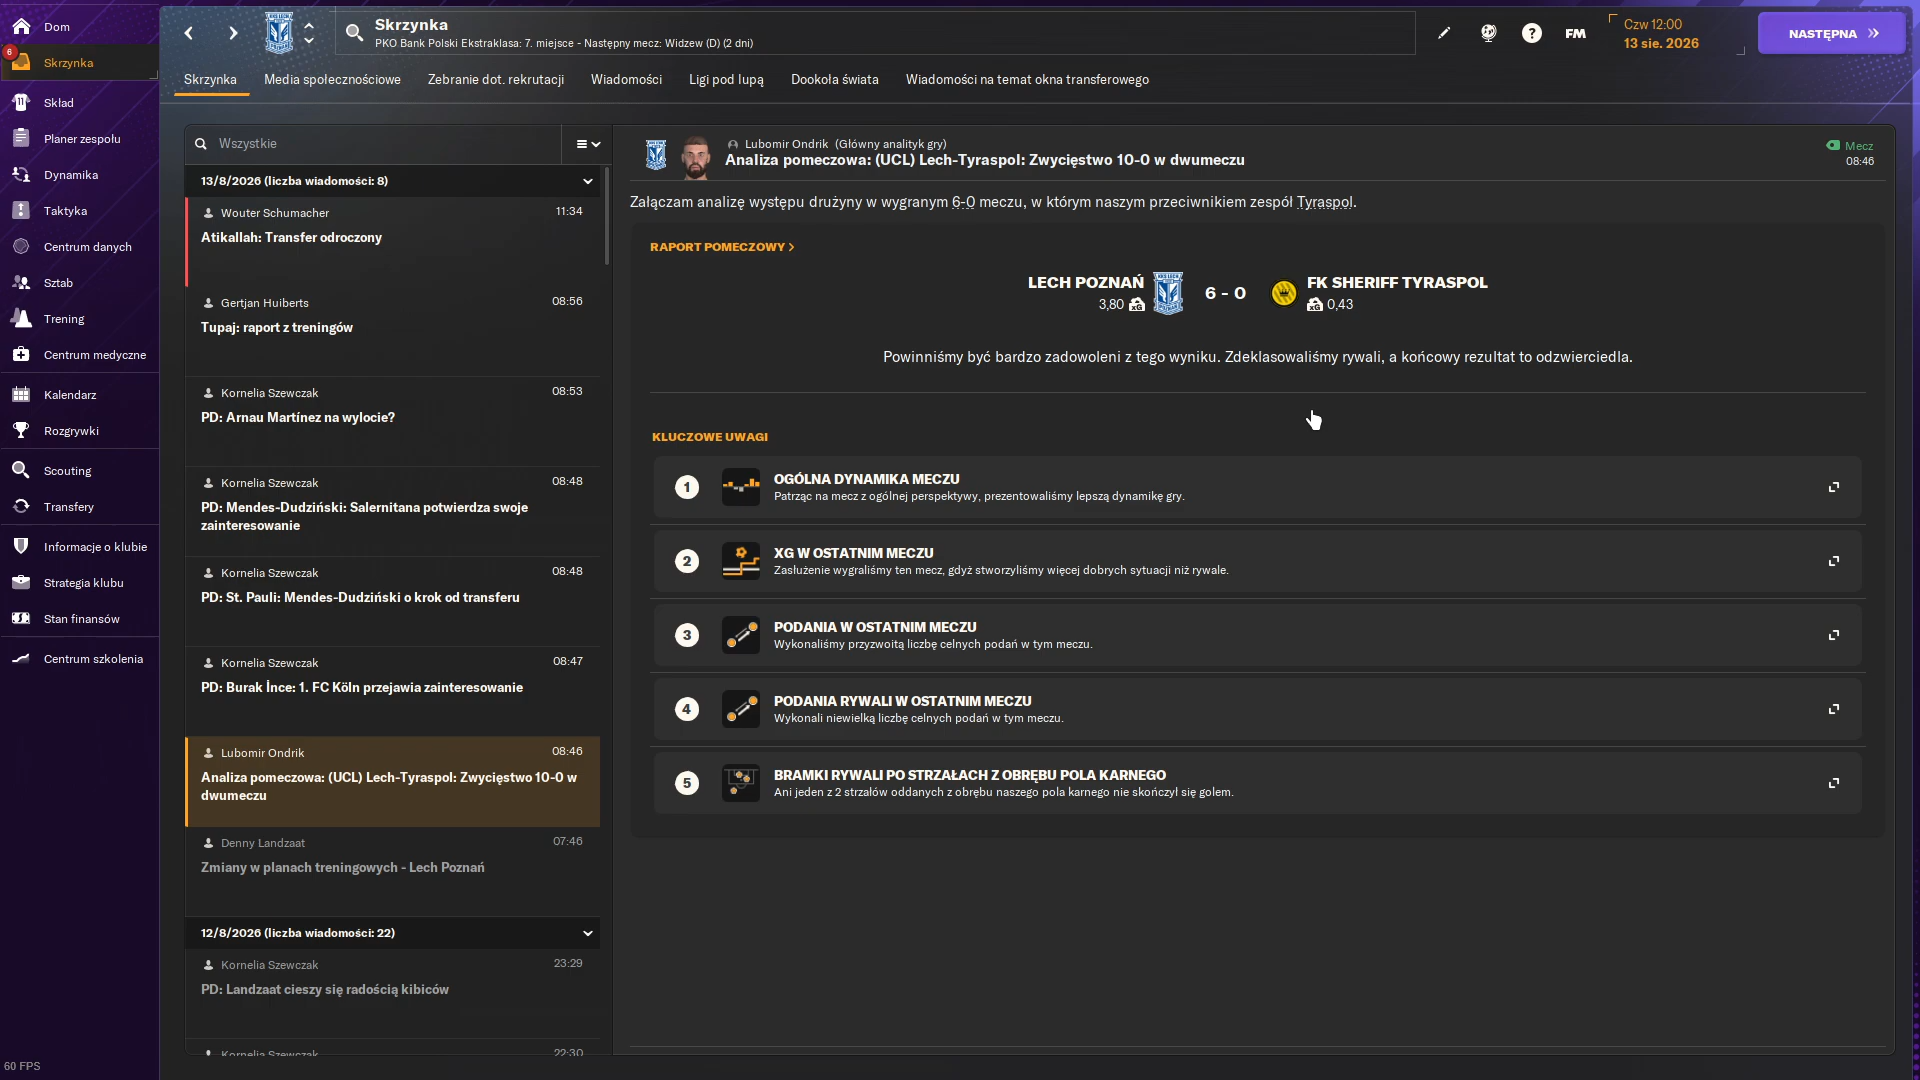 Dom
6
Skrzynka
Skład
Planer zespołu
Dynamika
Taktyka
Centrum danych
Sztab
Trening
Centrum medyczne
Kalendarz
Rozgrywki
Scouting
Transfery
Informacje o klubie
Strategia klubu
Stan finansów
Centrum szkolenia
60 FPS
Skrzynka
PKO Bank Polski Ekstraklasa: 7. miejsce - Następny mecz: Widzew (D) (2 dni)
FM
Czw 12:00
13 sie. 2026
NASTĘPNA
Skrzynka Media społecznościowe Zebranie dot. rekrutacji Wiadomości Ligi pod lupą Dookoła świata Wiadomości na temat okna transferowego
Wszystkie
13/8/2026 (liczba wiadomości: 8)
Wouter Schumacher 11:34
Atikallah: Transfer odroczony
Gertjan Huiberts 08:56
Tupaj: raport z treningów
Kornelia Szewczak 08:53
PD: Arnau Martínez na wylocie?
Kornelia Szewczak 08:48
PD: Mendes-Dudziński: Salernitana potwierdza swoje
zainteresowanie
Kornelia Szewczak 08:48
PD: St. Pauli: Mendes-Dudziński o krok od transferu
Kornelia Szewczak 08:47
PD: Burak İnce: 1. FC Köln przejawia zainteresowanie
Lubomir Ondrik 08:46
Analiza pomeczowa: (UCL) Lech-Tyraspol: Zwycięstwo 10-0 w
dwumeczu
Denny Landzaat 07:46
Zmiany w planach treningowych - Lech Poznań
12/8/2026 (liczba wiadomości: 22)
Kornelia Szewczak 23:29
PD: Landzaat cieszy się radością kibiców
Kornelia Szewczak 22:30
Lubomir Ondrik (Główny analityk gry)
Analiza pomeczowa: (UCL) Lech-Tyraspol: Zwycięstwo 10-0 w dwumeczu
Mecz
08:46
Załączam analizę występu drużyny w wygranym 6-0 meczu, w którym naszym przeciwnikiem zespół Tyraspol.
RAPORT POMECZOWY
LECH POZNAŃ 6 - 0 FK SHERIFF TYRASPOL
3,80 xG xG 0,43
Powinniśmy być bardzo zadowoleni z tego wyniku. Zdeklasowaliśmy rywali, a końcowy rezultat to odzwierciedla.
KLUCZOWE UWAGI
1 OGÓLNA DYNAMIKA MECZU
Patrząc na mecz z ogólnej perspektywy, prezentowaliśmy lepszą dynamikę gry.
2 XG W OSTATNIM MECZU
Zasłużenie wygraliśmy ten mecz, gdyż stworzyliśmy więcej dobrych sytuacji niż rywale.
3 PODANIA W OSTATNIM MECZU
Wykonaliśmy przyzwoitą liczbę celnych podań w tym meczu.
4 PODANIA RYWALI W OSTATNIM MECZU
Wykonali niewielką liczbę celnych podań w tym meczu.
5 BRAMKI RYWALI PO STRZAŁACH Z OBRĘBU POLA KARNEGO
Ani jeden z 2 strzałów oddanych z obrębu naszego pola karnego nie skończył się golem.